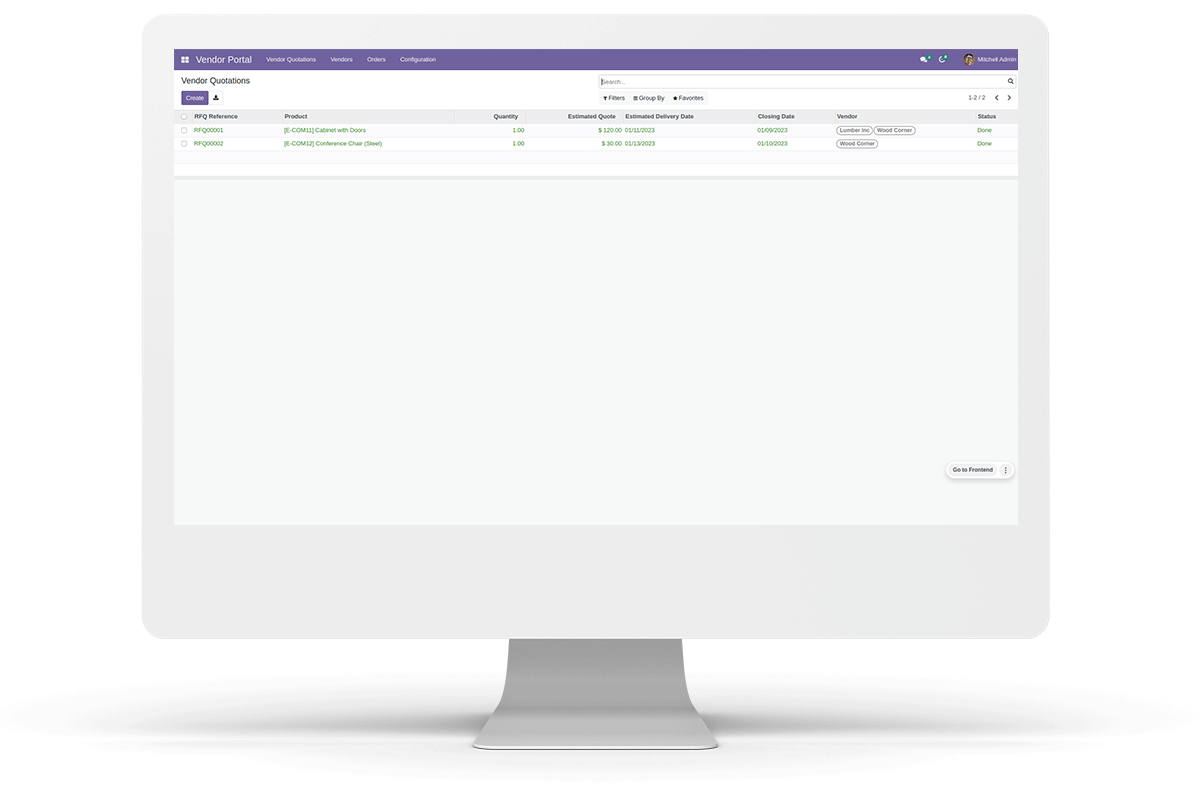 Vendor Portal Vendor Quotations Vendors Orders Configuration Mitchell Admin
Vendor Quotations Search...
Create Filters Group By Favorites 1-2 / 2
RFQ Reference Product Quantity Estimated Quote Estimated Delivery Date Closing Date Vendor Status
RFQ00001 [E-COM11] Cabinet with Doors 1.00 $ 120.00 01/11/2023 01/09/2023 Lumber Inc Wood Corner Done
RFQ00002 [E-COM12] Conference Chair (Steel) 1.00 $ 30.00 01/13/2023 01/10/2023 Wood Corner Done
Go to Frontend